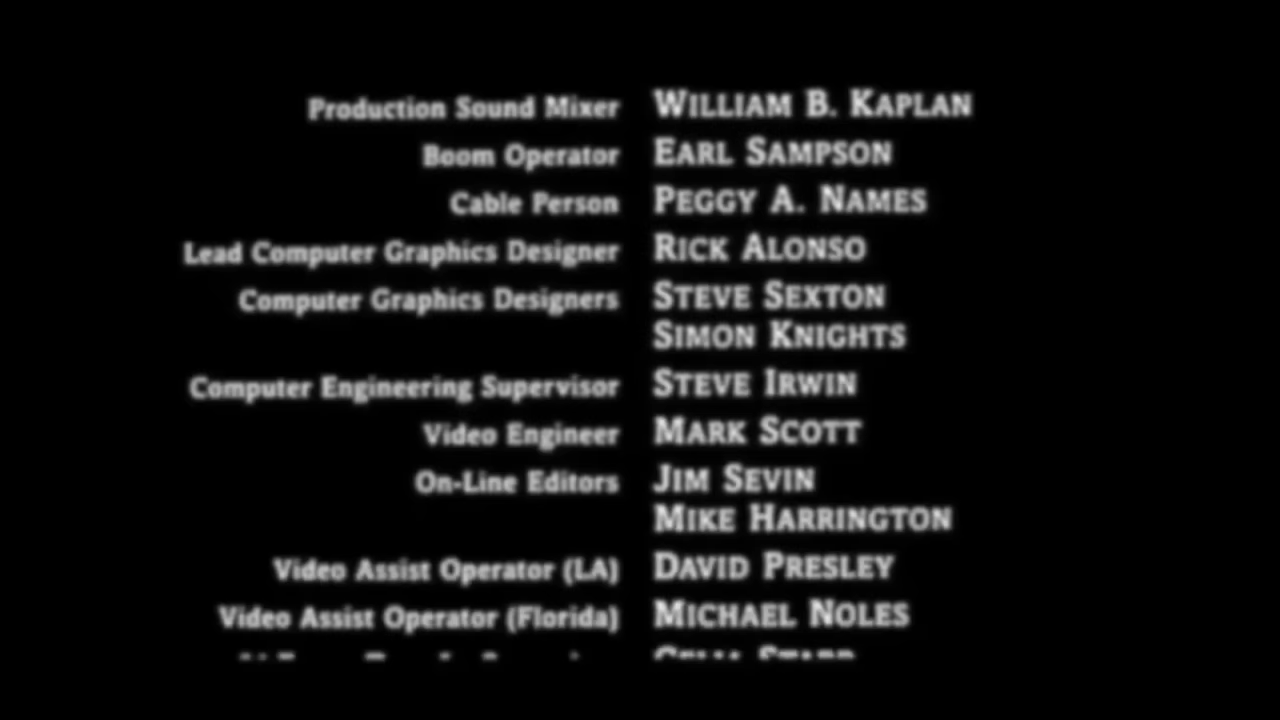 Production Sound Mixer WILLIAM B. KAPLAN
Boom Operator EARL SAMPSON
Cable Person PEGGY A. NAMES
Lead Computer Graphics Designer RICK ALONSO
Computer Graphics Designers STEVE SEXTON
SIMON KNIGHTS
Computer Engineering Supervisor STEVE IRWIN
Video Engineer MARK SCOTT
On-Line Editors JIM SEVIN
MIKE HARRINGTON
Video Assist Operator (LA) DAVID PRESLEY
Video Assist Operator (Florida) MICHAEL NOLES